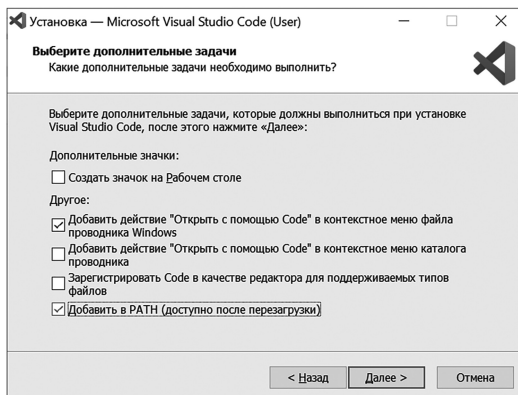 Установка — Microsoft Visual Studio Code (User)
Выберите дополнительные задачи
Какие дополнительные задачи необходимо выполнить?
Выберите дополнительные задачи, которые должны выполниться при установке
Visual Studio Code, после этого нажмите «Далее»:
Дополнительные значки:
Создать значок на Рабочем столе
Другое:
Добавить действие "Открыть с помощью Code" в контекстное меню файла
проводника Windows
Добавить действие "Открыть с помощью Code" в контекстное меню каталога
проводника
Зарегистрировать Code в качестве редактора для поддерживаемых типов
файлов
Добавить в PATH (доступно после перезагрузки)
< Назад Далее > Отмена